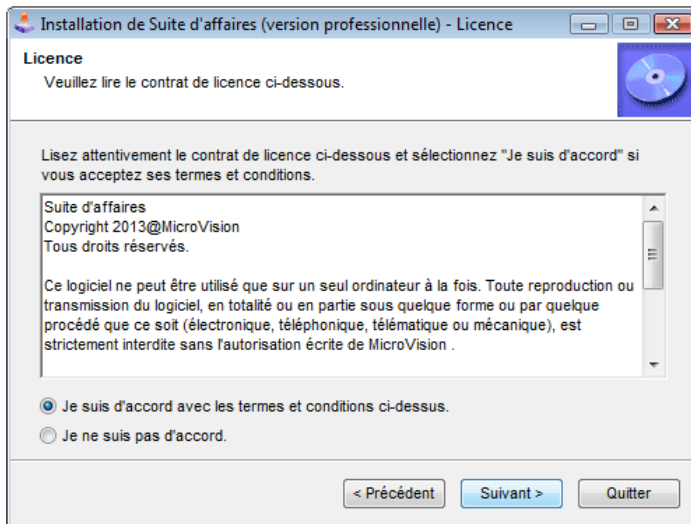 Installation de Suite d'affaires (version professionnelle) - Licence
Licence
Veuillez lire le contrat de licence ci-dessous.
Lisez attentivement le contrat de licence ci-dessous et sélectionnez "Je suis d'accord" si
vous acceptez ses termes et conditions.
Suite d'affaires
Copyright 2013@MicroVision
Tous droits réservés.
Ce logiciel ne peut être utilisé que sur un seul ordinateur à la fois. Toute reproduction ou
transmission du logiciel, en totalité ou en partie sous quelque forme ou par quelque
procédé que ce soit (électronique, téléphonique, télématique ou mécanique), est
strictement interdite sans l'autorisation écrite de MicroVision .
Je suis d'accord avec les termes et conditions ci-dessus.
Je ne suis pas d'accord.
< Précédent Suivant > Quitter